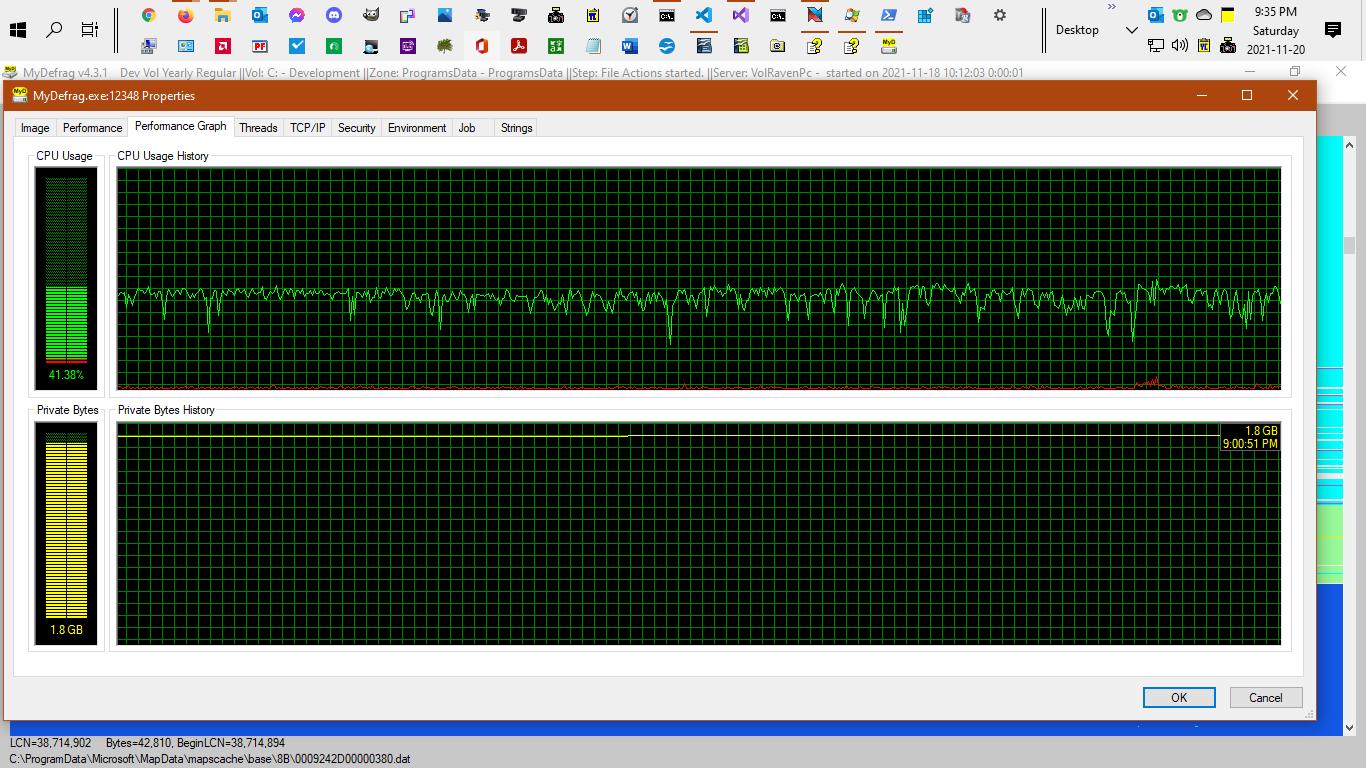 9:35 PM
Desktop
Saturday
2021-11-20
MyDefrag v4.3.1 Dev Vol Yearly Regular ||Vol: C: - Development ||Zone: ProgramsData - ProgramsData ||Step: File Actions started. ||Server: VolRavenPc - started on 2021-11-18 10:12:03 0:00:01
MyDefrag.exe:12348 Properties
Image Performance Performance Graph Threads TCP/IP Security Environment Job Strings
CPU Usage CPU Usage History
41.38%
Private Bytes Private Bytes History
1.8 GB
9:00:51 PM
1.8 GB
OK Cancel
LCN=38,714,902 Bytes=42,810, BeginLCN=38,714,894
C:\ProgramData\Microsoft\MapData\mapscache\base\8B\0009242D00000380.dat